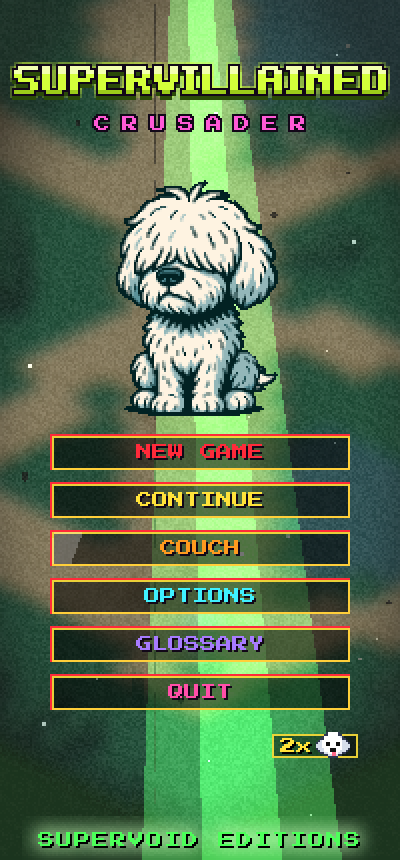 SUPERVILLAINED
CRUSADER
NEW GAME
CONTINUE
COUCH
OPTIONS
GLOSSARY
QUIT
2x
SUPERVOID EDITIONS